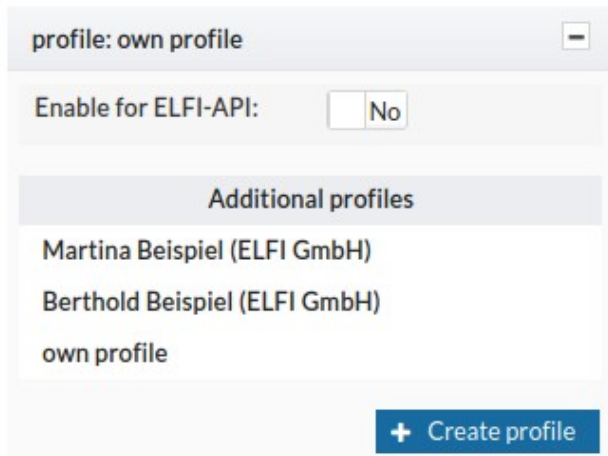 profile: own profile
Enable for ELFI-API: No
Additional profiles
Martina Beispiel (ELFI GmbH)
Berthold Beispiel (ELFI GmbH)
own profile
+ Create profile